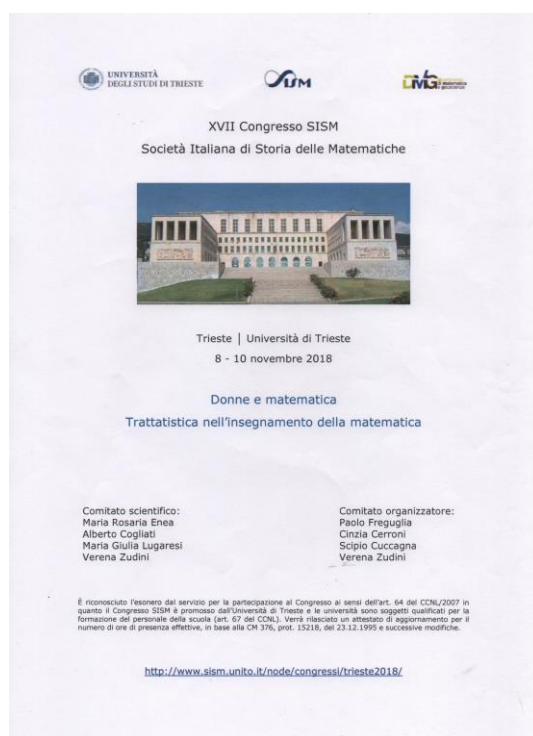 UNIVERSITÀ
DEGLI STUDI DI TRIESTE
SISM
DMG
di matematica
e geoscienze
XVII Congresso SISM
Società Italiana di Storia delle Matematiche
Trieste | Università di Trieste
8 - 10 novembre 2018
Donne e matematica
Trattatistica nell'insegnamento della matematica
Comitato scientifico:
Maria Rosaria Enea
Alberto Cogliati
Maria Giulia Lugaresi
Verena Zudini
Comitato organizzatore:
Paolo Freguglia
Cinzia Cerroni
Scipio Cuccagna
Verena Zudini
È riconosciuto l'esonero dal servizio per la partecipazione al Congresso ai sensi dell'art. 64 del CCNL/2007 in
quanto il Congresso SISM è promosso dall'Università di Trieste e le università sono soggetti qualificati per la
formazione del personale della scuola (art. 67 del CCNL). Verrà rilasciato un attestato di aggiornamento per il
numero di ore di presenza effettive, in base alla CM 376, prot. 15218, del 23.12.1995 e successive modifiche.
http://www.sism.unito.it/node/congressi/trieste2018/